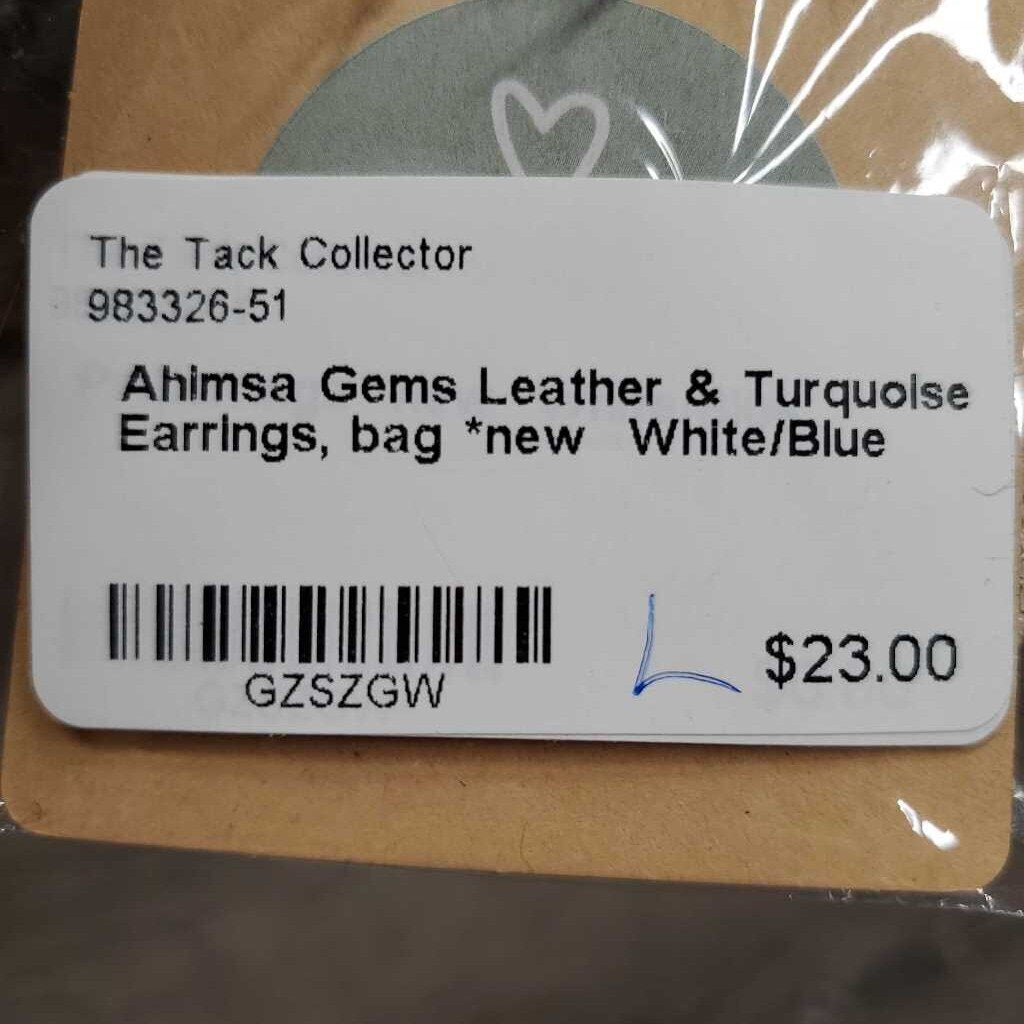 The Tack Collector
983326-51
Ahimsa Gems Leather & Turquoise
Earrings, bag *new White/Blue
GZSZGW
L $23.00